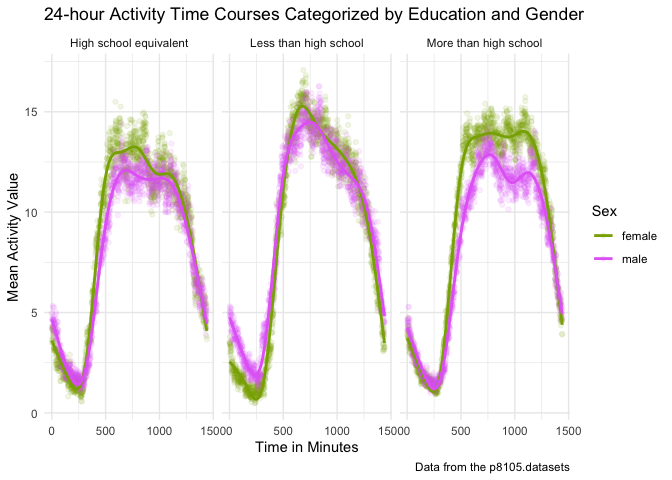 24-hour Activity Time Courses Categorized by Education and Gender
High school equivalent Less than high school More than high school
15
10
5
0
Mean Activity Value
0 500 1000 1500 0 500 1000 1500 0 500 1000 1500
Time in Minutes
Sex
female
male
Data from the p8105.datasets